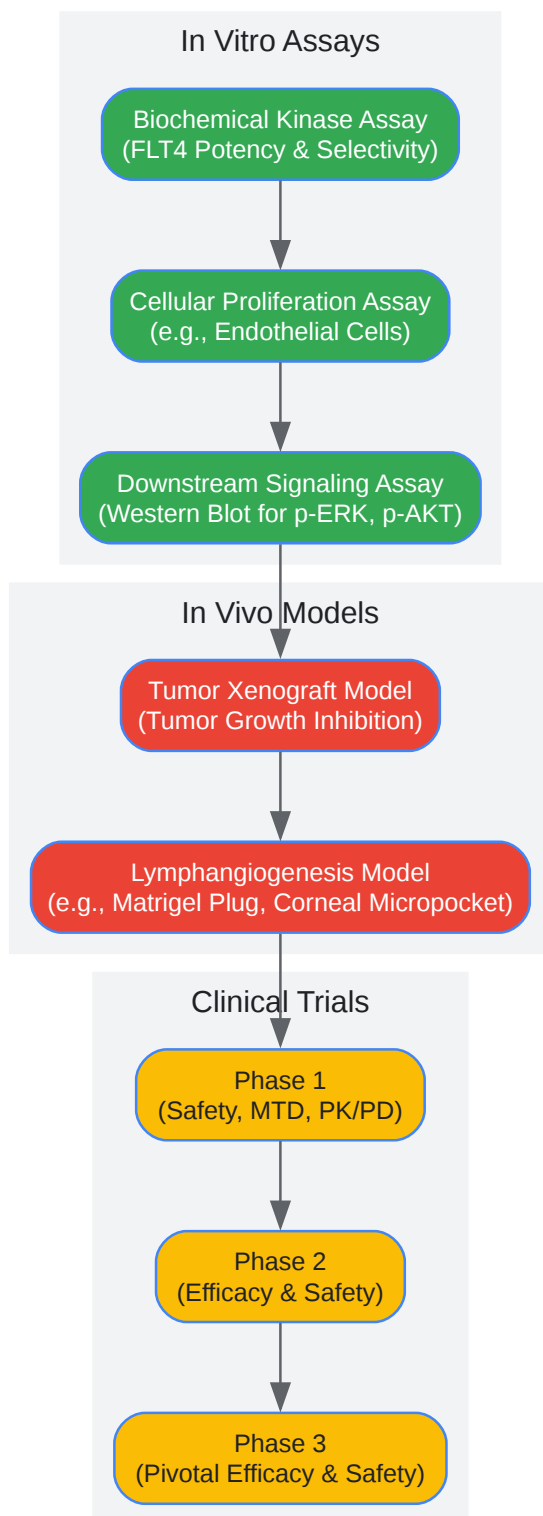 In Vitro Assays
Biochemical Kinase Assay
(FLT4 Potency & Selectivity)
Cellular Proliferation Assay
(e.g., Endothelial Cells)
Downstream Signaling Assay
(Western Blot for p-ERK, p-AKT)
In Vivo Models
Tumor Xenograft Model
(Tumor Growth Inhibition)
Lymphangiogenesis Model
(e.g., Matrigel Plug, Corneal Micropocket)
Clinical Trials
Phase 1
(Safety, MTD, PK/PD)
Phase 2
(Efficacy & Safety)
Phase 3
(Pivotal Efficacy & Safety)